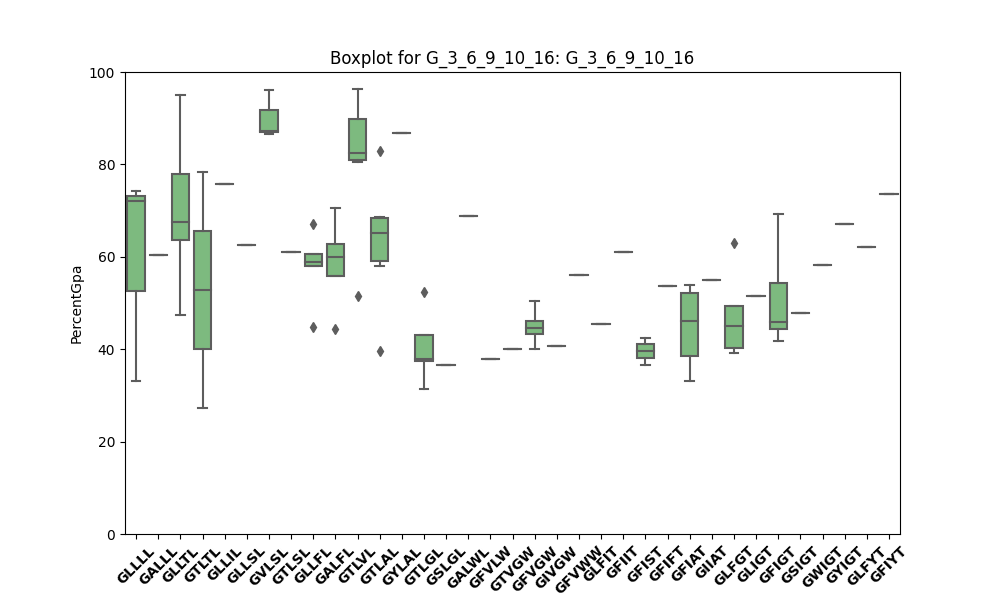 Boxplot for G_3_6_9_10_16: G_3_6_9_10_16
100
80
60
40
20
0
PercentGpa
GLLLL GALLL GLLTL GTLTL GLLIL GLLSL GVLSL GTLSL GLLFL GALFL GTLVL GTLAL GYLAL GTLGL GSLGL GALWL GFVLW GTVGW GFVGW GIVGW GFVWW GLFIT GFIIT GFIST GFIFT GFIAT GIIAT GLFGT GLIGT GFIGT GSIGT GWIGT GYIGT GLFYT GFIYT